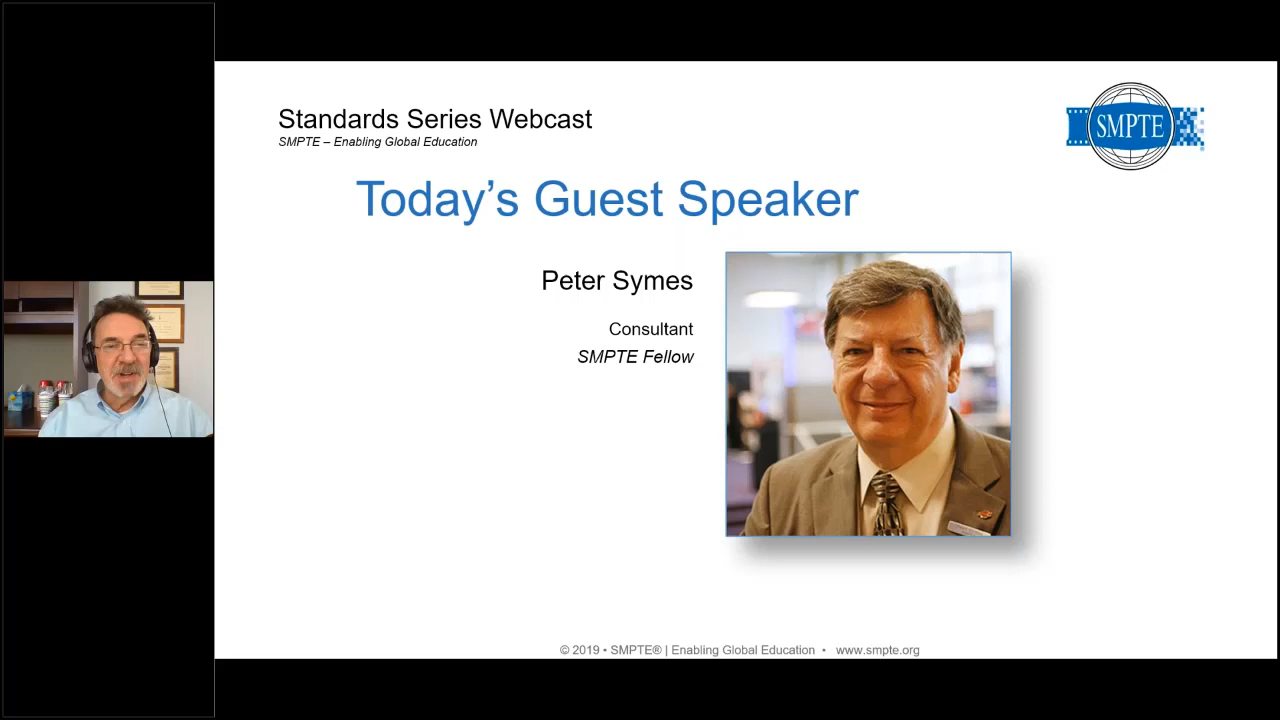 Standards Series Webcast
SMPTE – Enabling Global Education
SMPTE
Today’s Guest Speaker
Peter Symes
Consultant
SMPTE Fellow
© 2019 • SMPTE® | Enabling Global Education • www.smpte.org